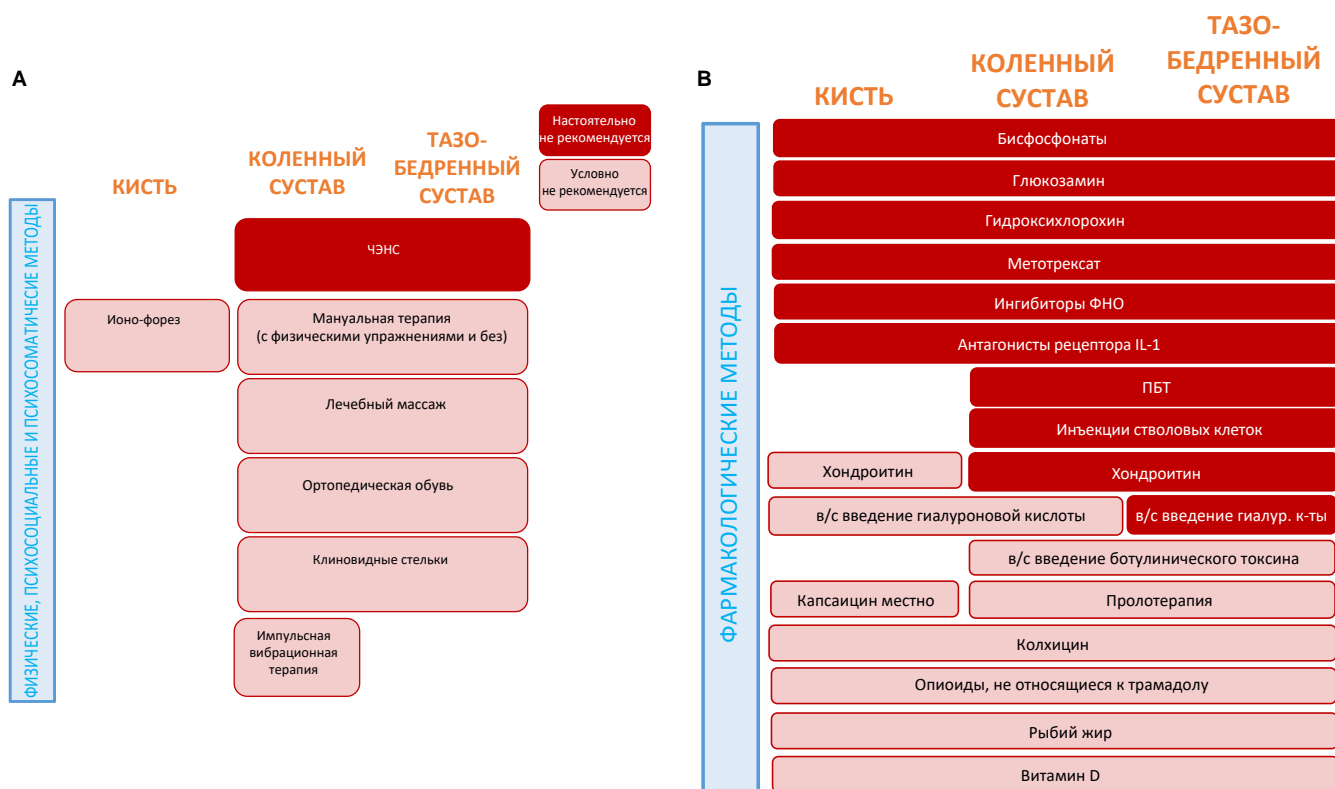 A
КИСТЬ
КОЛЕННЫЙ
СУСТАВ
ТАЗО-
БЕДРЕННЫЙ
СУСТАВ
Настоятельно
не рекомендуется
Условно
не рекомендуется
ФИЗИЧЕСКИЕ, ПСИХОСОЦИАЛЬНЫЕ И ПСИХОСОМАТИЧЕСИЕ МЕТОДЫ
ЧЭНС
Ионо-форез
Мануальная терапия
(с физическими упражнениями и без)
Лечебный массаж
Ортопедическая обувь
Клиновидные стельки
Импульсная
вибрационная
терапия
B
КИСТЬ
КОЛЕННЫЙ
СУСТАВ
ТАЗО-
БЕДРЕННЫЙ
СУСТАВ
ФАРМАКОЛОГИЧЕСКИЕ МЕТОДЫ
Бисфосфонаты
Глюкозамин
Гидроксихлорохин
Метотрексат
Ингибиторы ФНО
Антагонисты рецептора IL-1
ПБТ
Инъекции стволовых клеток
Хондроитин
Хондроитин
в/с введение гиалуроновой кислоты
в/с введение гиалур. к-ты
в/с введение ботулинического токсина
Капсаицин местно
Пролотерапия
Колхицин
Опиоиды, не относящиеся к трамадолу
Рыбий жир
Витамин D